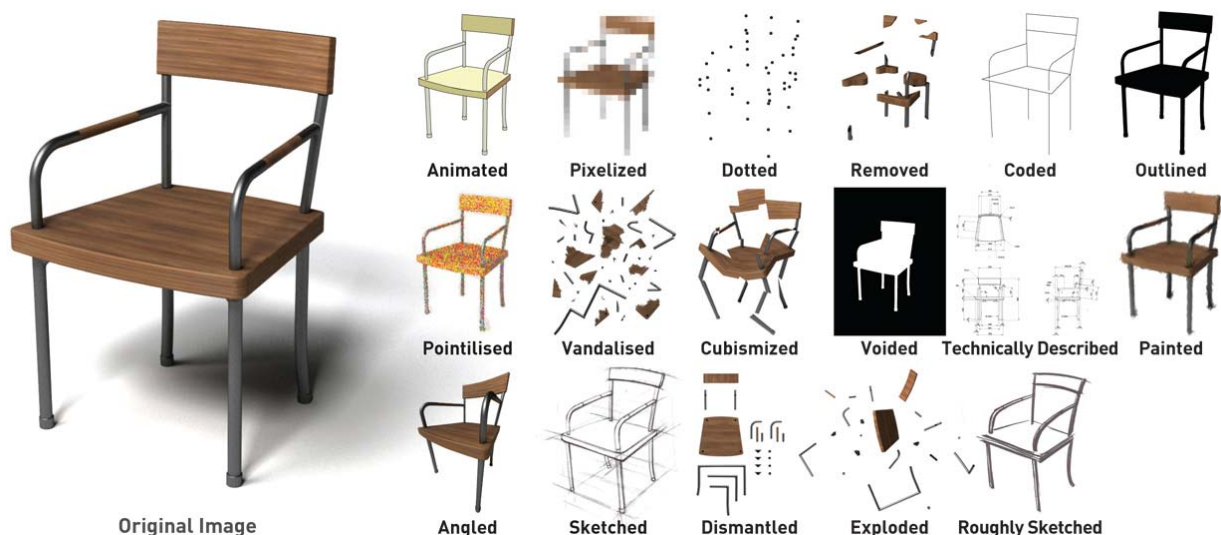 Animated
Pixelized
Dotted
Removed
Coded
Outlined
Pointilised
Vandalised
Cubismized
Voided
Technically Described
Painted
Original Image
Angled
Sketched
Dismantled
Exploded
Roughly Sketched